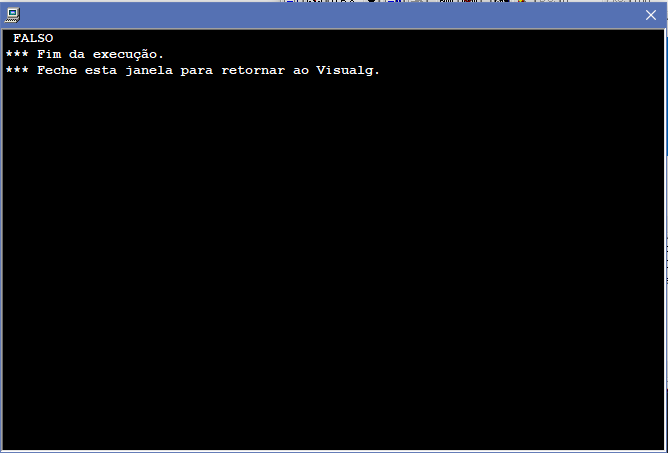 FALSO
*** Fim da execução.
*** Feche esta janela para retornar ao Visualg.